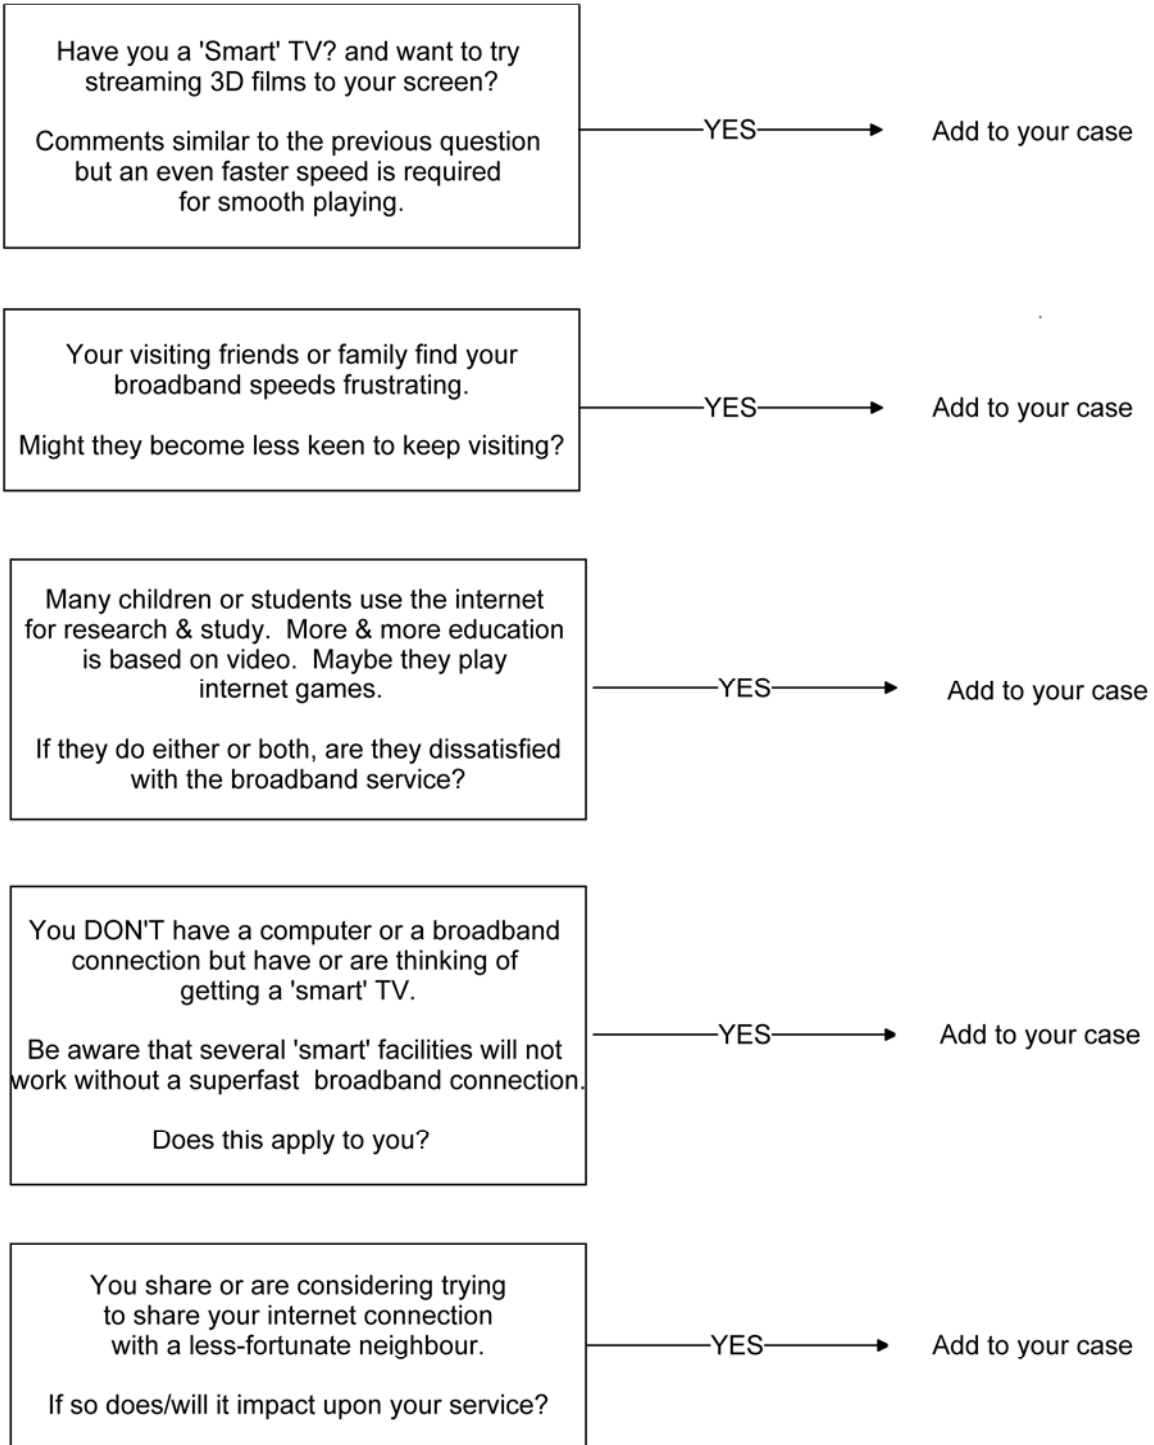 Have you a 'Smart' TV? and want to try
streaming 3D films to your screen?
Comments similar to the previous question
but an even faster speed is required
for smooth playing.
YES
Add to your case
Your visiting friends or family find your
broadband speeds frustrating.
Might they become less keen to keep visiting?
YES
Add to your case
Many children or students use the internet
for research & study.  More & more education
is based on video.  Maybe they play
internet games.
If they do either or both, are they dissatisfied
with the broadband service?
YES
Add to your case
You DON'T have a computer or a broadband
connection but have or are thinking of
getting a 'smart' TV.
Be aware that several 'smart' facilities will not
work without a superfast  broadband connection.
Does this apply to you?
YES
Add to your case
You share or are considering trying
to share your internet connection
with a less-fortunate neighbour.
If so does/will it impact upon your service?
YES
Add to your case